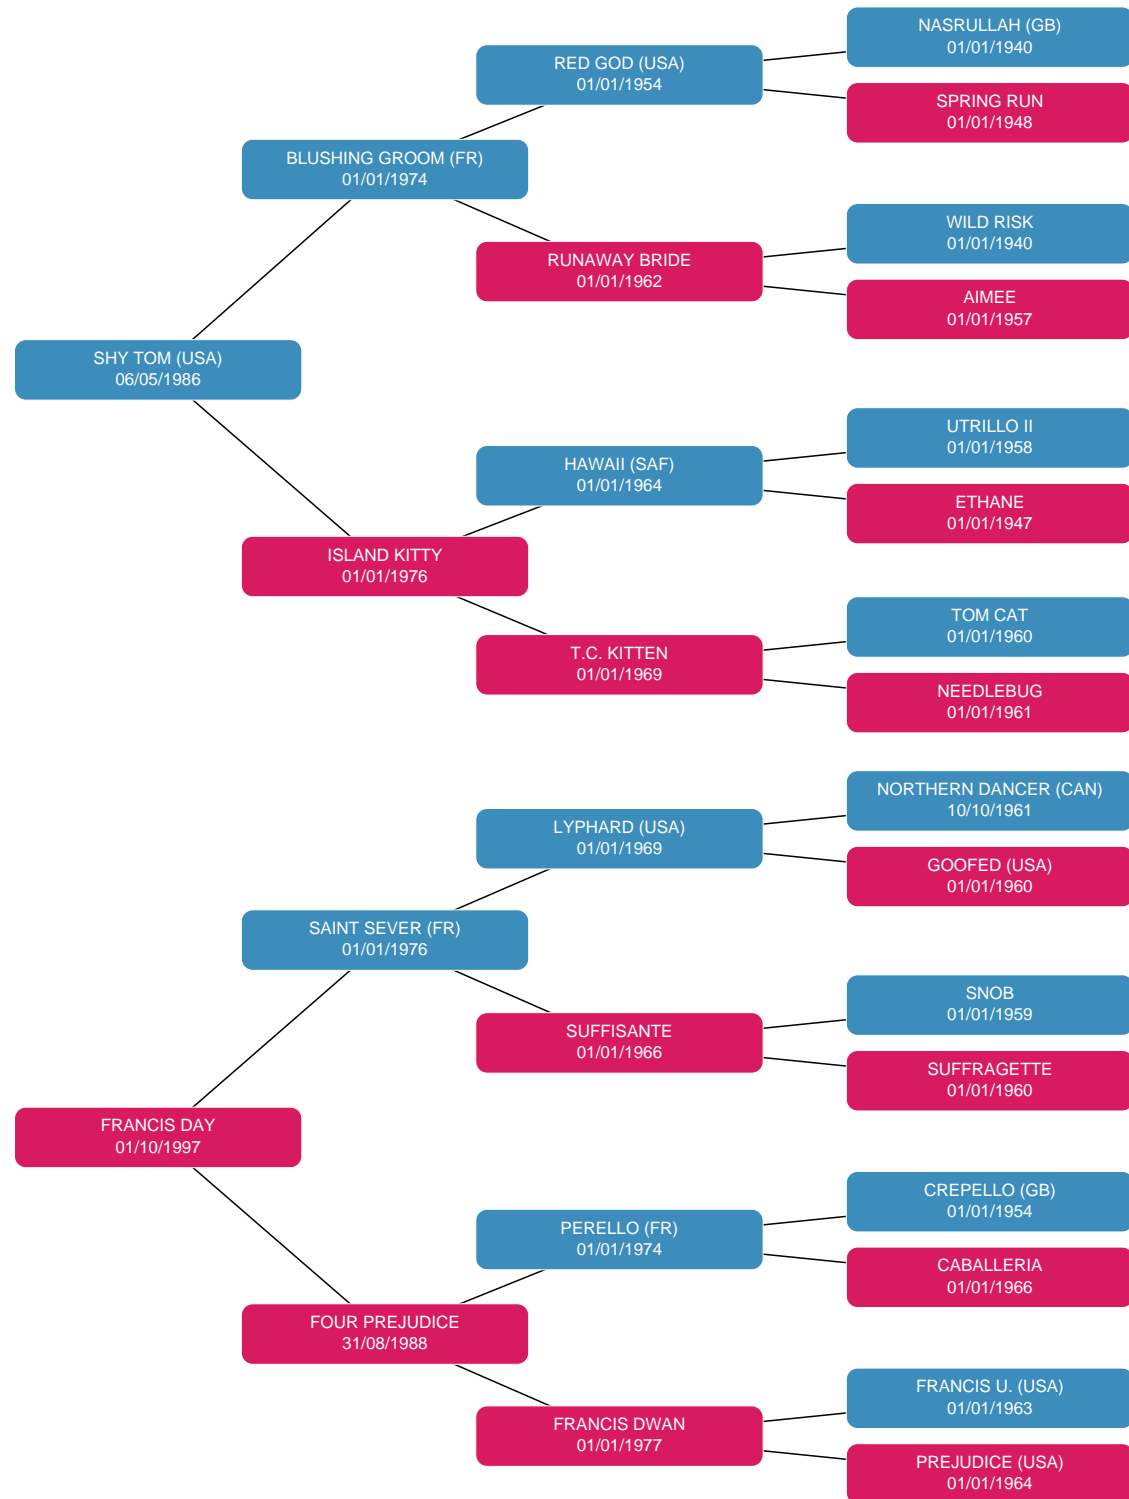 NASRULLAH (GB)
01/01/1940
RED GOD (USA)
01/01/1954
SPRING RUN
01/01/1948
BLUSHING GROOM (FR)
01/01/1974
WILD RISK
01/01/1940
RUNAWAY BRIDE
01/01/1962
AIMEE
01/01/1957
SHY TOM (USA)
06/05/1986
UTRILLO II
01/01/1958
HAWAII (SAF)
01/01/1964
ETHANE
01/01/1947
ISLAND KITTY
01/01/1976
TOM CAT
01/01/1960
T.C. KITTEN
01/01/1969
NEEDLEBUG
01/01/1961
NORTHERN DANCER (CAN)
10/10/1961
LYPHARD (USA)
01/01/1969
GOOFED (USA)
01/01/1960
SAINT SEVER (FR)
01/01/1976
SNOB
01/01/1959
SUFFISANTE
01/01/1966
SUFFRAGETTE
01/01/1960
FRANCIS DAY
01/10/1997
CREPELLO (GB)
01/01/1954
PERELLO (FR)
01/01/1974
CABALLERIA
01/01/1966
FOUR PREJUDICE
31/08/1988
FRANCIS U. (USA)
01/01/1963
FRANCIS DWAN
01/01/1977
PREJUDICE (USA)
01/01/1964